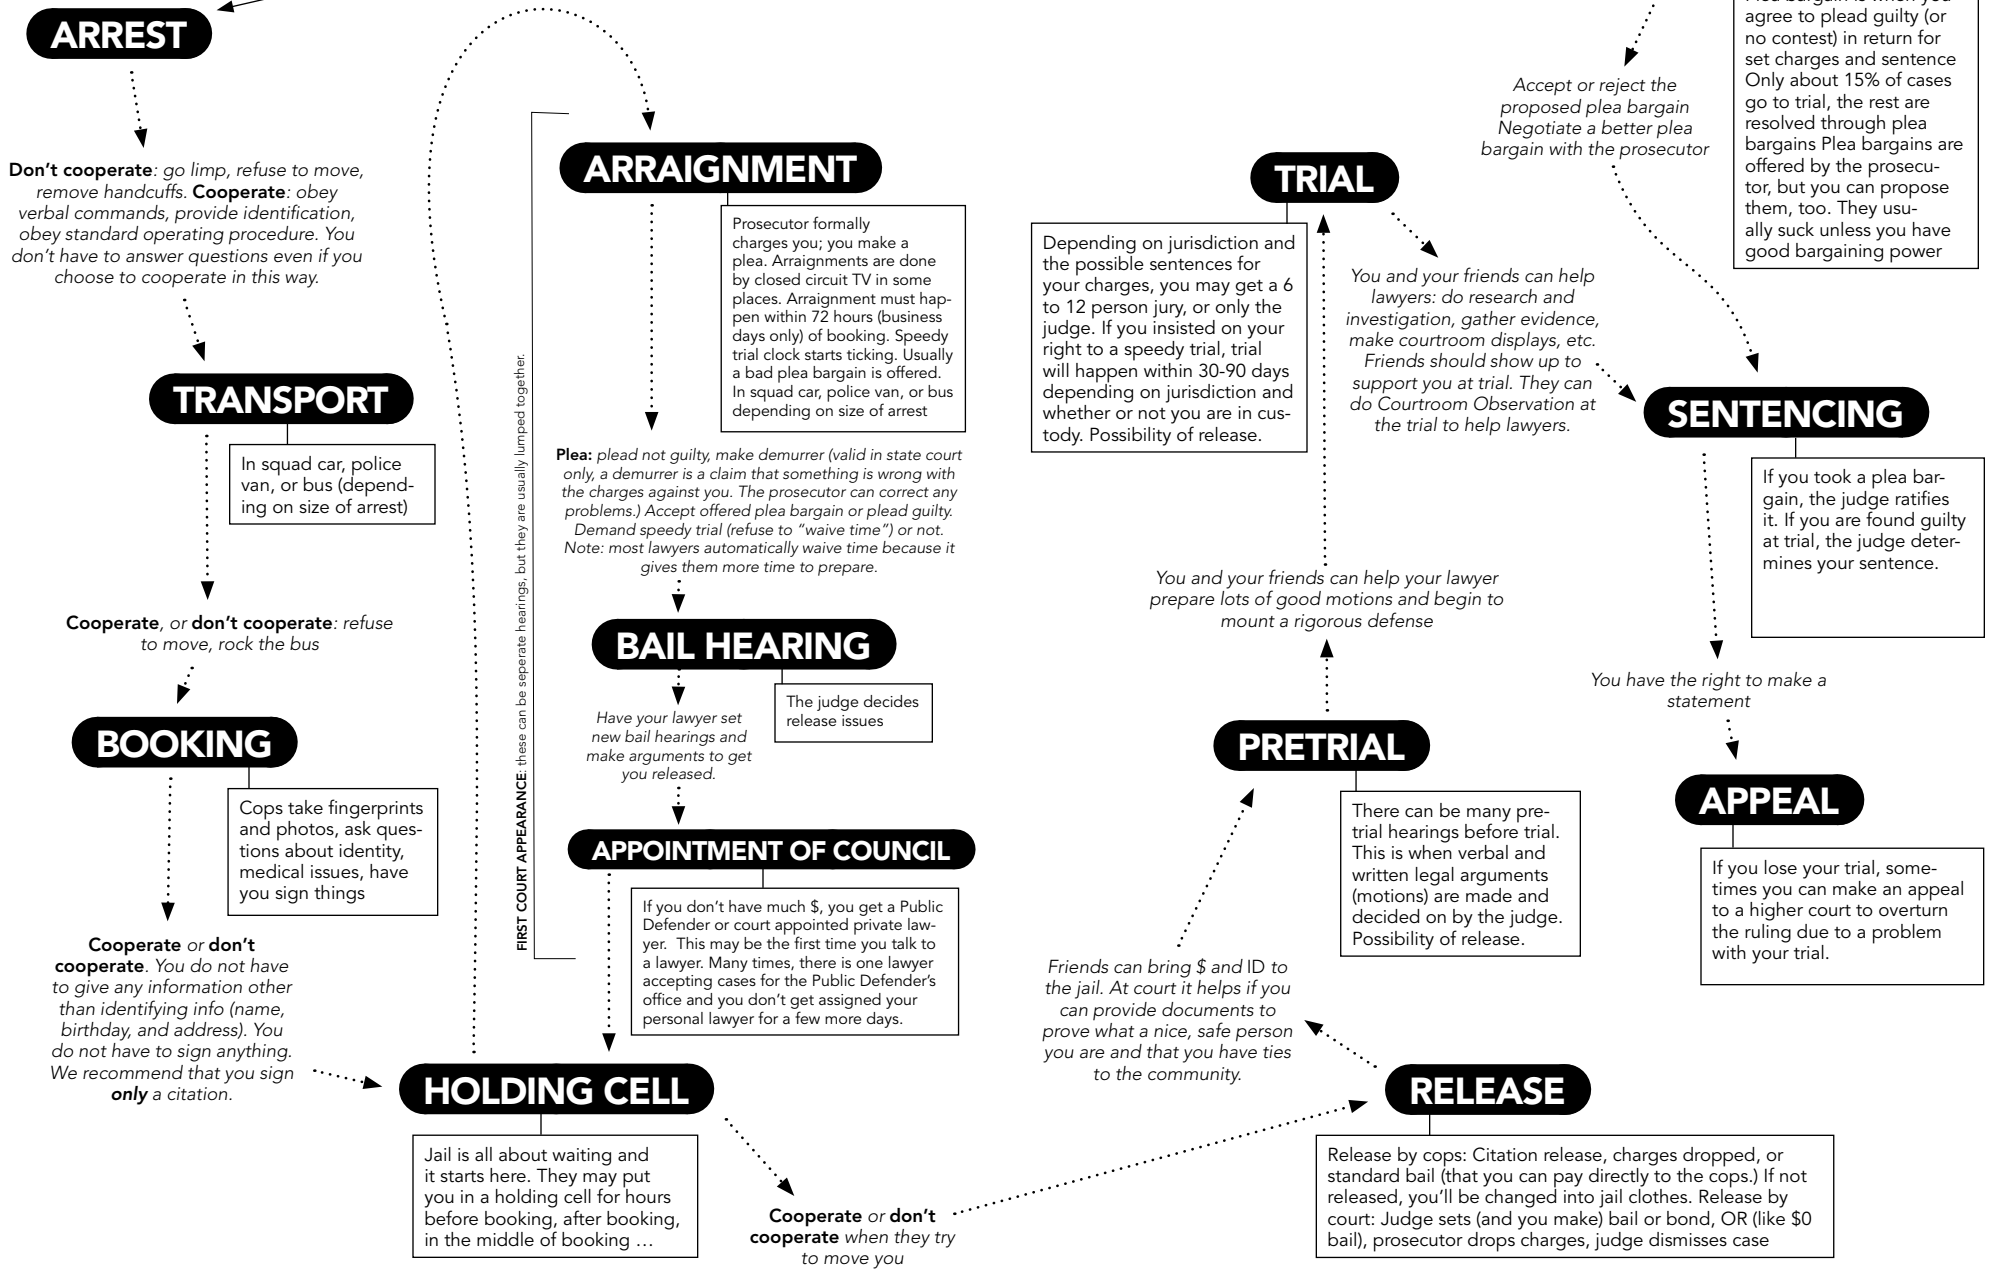 ARREST
Don't cooperate: go limp, refuse to move,
remove handcuffs. Cooperate: obey
verbal commands, provide identification,
obey standard operating procedure. You
don't have to answer questions even if you
choose to cooperate in this way.
TRANSPORT
In squad car, police
van, or bus (depend-
ing on size of arrest)
Cooperate, or don't cooperate: refuse
to move, rock the bus
BOOKING
Cops take fingerprints
and photos, ask ques-
tions about identity,
medical issues, have
you sign things
Cooperate or don't
cooperate. You do not have
to give any information other
than identifying info (name,
birthday, and address). You
do not have to sign anything.
We recommend that you sign
only a citation.
HOLDING CELL
Jail is all about waiting and
it starts here. They may put
you in a holding cell for hours
before booking, after booking,
in the middle of booking …
FIRST COURT APPEARANCE: these can be seperate hearings, but they are usually lumped together.
ARRAIGNMENT
Prosecutor formally
charges you; you make a
plea. Arraignments are done
by closed circuit TV in some
places. Arraignment must hap-
pen within 72 hours (business
days only) of booking. Speedy
trial clock starts ticking. Usually
a bad plea bargain is offered.
In squad car, police van, or bus
depending on size of arrest
Plea: plead not guilty, make demurrer (valid in state court
only, a demurrer is a claim that something is wrong with
the charges against you. The prosecutor can correct any
problems.) Accept offered plea bargain or plead guilty.
Demand speedy trial (refuse to “waive time”) or not.
Note: most lawyers automatically waive time because it
gives them more time to prepare.
BAIL HEARING
The judge decides
release issues
Have your lawyer set
new bail hearings and
make arguments to get
you released.
APPOINTMENT OF COUNCIL
If you don't have much $, you get a Public
Defender or court appointed private law-
yer. This may be the first time you talk to
a lawyer. Many times, there is one lawyer
accepting cases for the Public Defender's
office and you don't get assigned your
personal lawyer for a few more days.
Cooperate or don't
cooperate when they try
to move you
RELEASE
Release by cops: Citation release, charges dropped, or
standard bail (that you can pay directly to the cops.) If not
released, you'll be changed into jail clothes. Release by
court: Judge sets (and you make) bail or bond, OR (like $0
bail), prosecutor drops charges, judge dismisses case
Friends can bring $ and ID to
the jail. At court it helps if you
can provide documents to
prove what a nice, safe person
you are and that you have ties
to the community.
PRETRIAL
There can be many pre-
trial hearings before trial.
This is when verbal and
written legal arguments
(motions) are made and
decided on by the judge.
Possibility of release.
You and your friends can help your lawyer
prepare lots of good motions and begin to
mount a rigorous defense
TRIAL
Depending on jurisdiction and
the possible sentences for
your charges, you may get a 6
to 12 person jury, or only the
judge. If you insisted on your
right to a speedy trial, trial
will happen within 30-90 days
depending on jurisdiction and
whether or not you are in cus-
tody. Possibility of release.
You and your friends can help
lawyers: do research and
investigation, gather evidence,
make courtroom displays, etc.
Friends should show up to
support you at trial. They can
do Courtroom Observation at
the trial to help lawyers.
Plea bargain is when you
agree to plead guilty (or
no contest) in return for
set charges and sentence
Only about 15% of cases
go to trial, the rest are
resolved through plea
bargains Plea bargains are
offered by the prosecu-
tor, but you can propose
them, too. They usu-
ally suck unless you have
good bargaining power
Accept or reject the
proposed plea bargain
Negotiate a better plea
bargain with the prosecutor
SENTENCING
If you took a plea bar-
gain, the judge ratifies
it. If you are found guilty
at trial, the judge deter-
mines your sentence.
You have the right to make a
statement
APPEAL
If you lose your trial, some-
times you can make an appeal
to a higher court to overturn
the ruling due to a problem
with your trial.